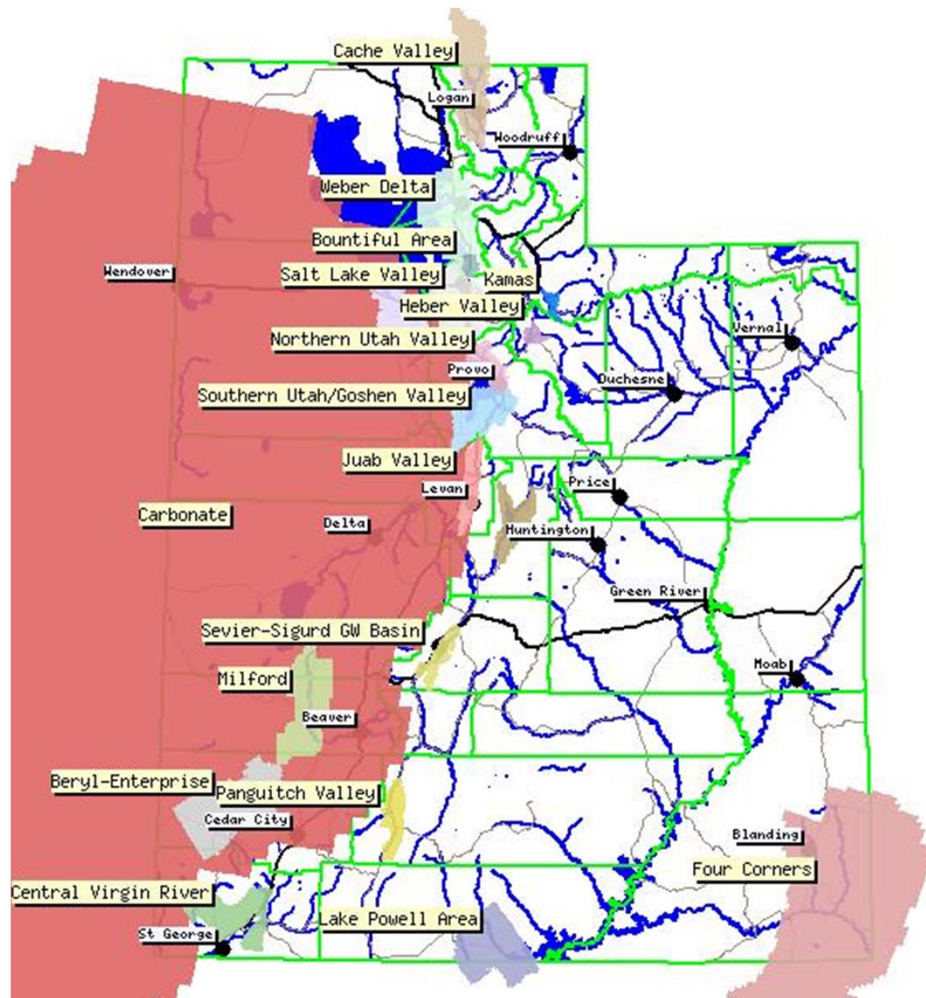 Cache Valley
Logan
Woodruff
Weber Delta
Bountiful Area
Wendover
Salt Lake Valley
Kamas
Heber Valley
Northern Utah Valley
Vernal
Provo
Duchesne
Southern Utah/Goshen Valley
Juab Valley
Levan
Price
Carbonate
Delta
Huntington
Green River
Sevier-Sigurd GW Basin
Moab
Milford
Beaver
Beryl-Enterprise
Panguitch Valley
Cedar City
Blanding
Four Corners
Central Virgin River
Lake Powell Area
St George